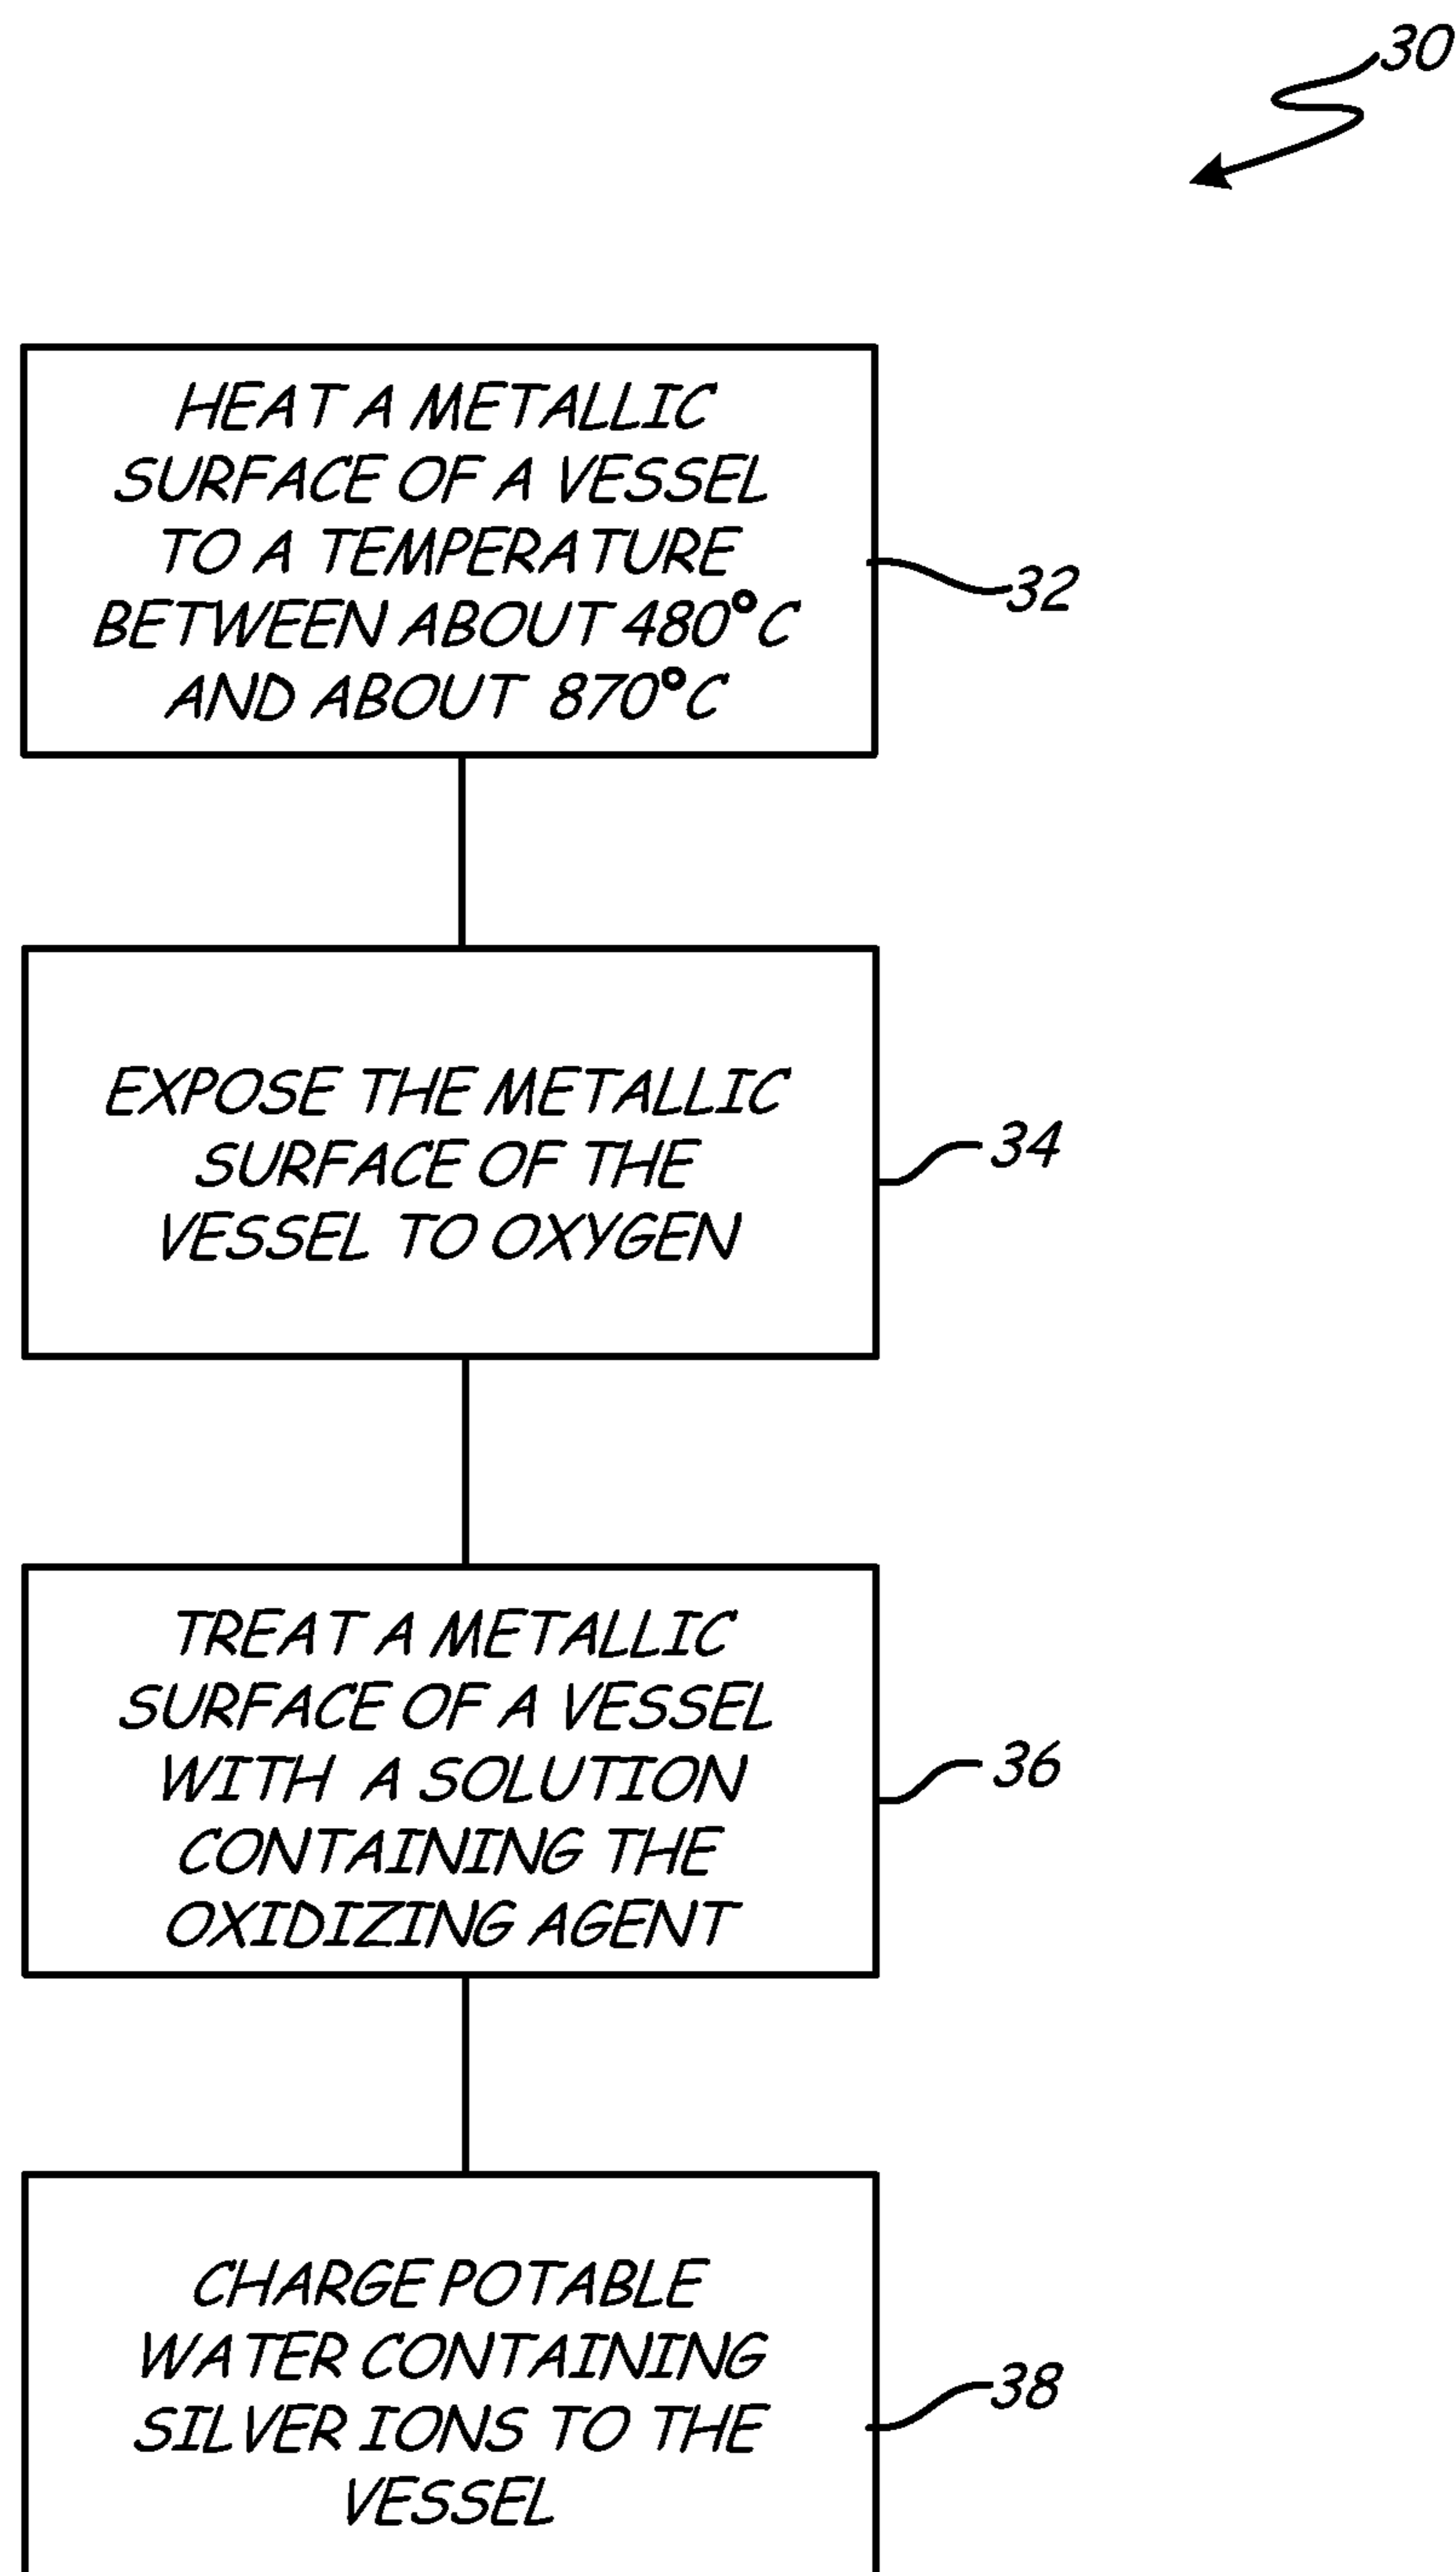 30
HEAT A METALLIC
SURFACE OF A VESSEL
TO A TEMPERATURE
BETWEEN ABOUT 480°C
AND ABOUT 870°C
32
EXPOSE THE METALLIC
SURFACE OF THE
VESSEL TO OXYGEN
34
TREAT A METALLIC
SURFACE OF A VESSEL
WITH A SOLUTION
CONTAINING THE
OXIDIZING AGENT
36
CHARGE POTABLE
WATER CONTAINING
SILVER IONS TO THE
VESSEL
38